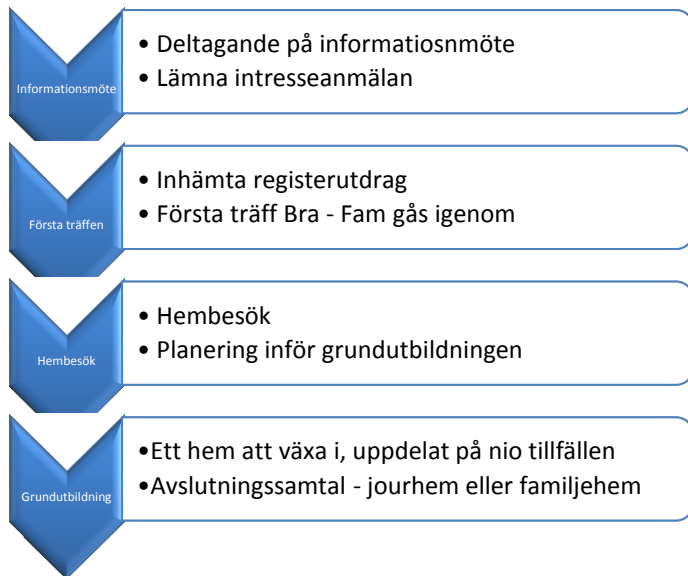 Informationsmöte
• Deltagande på informatiosnmöte
• Lämna intresseanmälan
Första träffen
• Inhämta registerutdrag
• Första träff Bra - Fam gås igenom
Hembesök
• Hembesök
• Planering inför grundutbildningen
Grundutbildning
•Ett hem att växa i, uppdelat på nio tillfällen
•Avslutningssamtal - jourhem eller familjehem